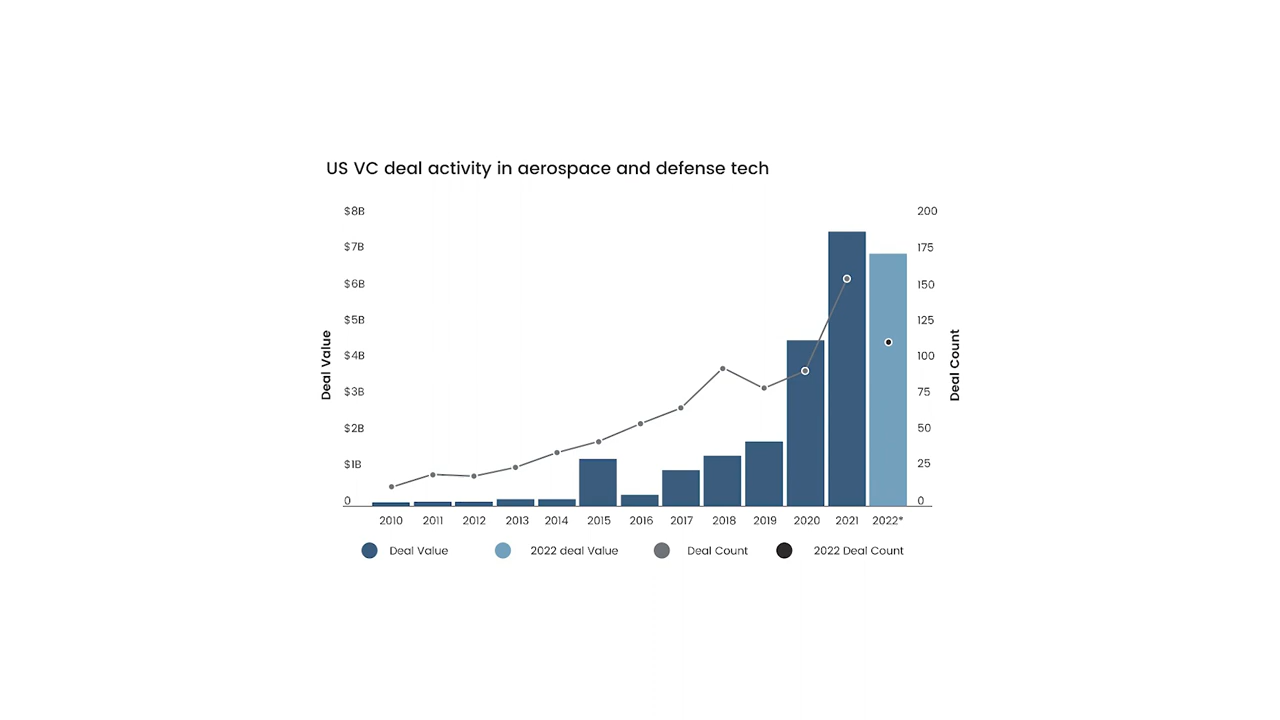 US VC deal activity in aerospace and defense tech
$8B
$7B
$6B
$5B
$4B
$3B
$2B
$1B
0
Deal Value
200
175
150
125
100
75
50
25
0
Deal Count
2010 2011 2012 2013 2014 2015 2016 2017 2018 2019 2020 2021 2022*
Deal Value 2022 deal Value Deal Count 2022 Deal Count